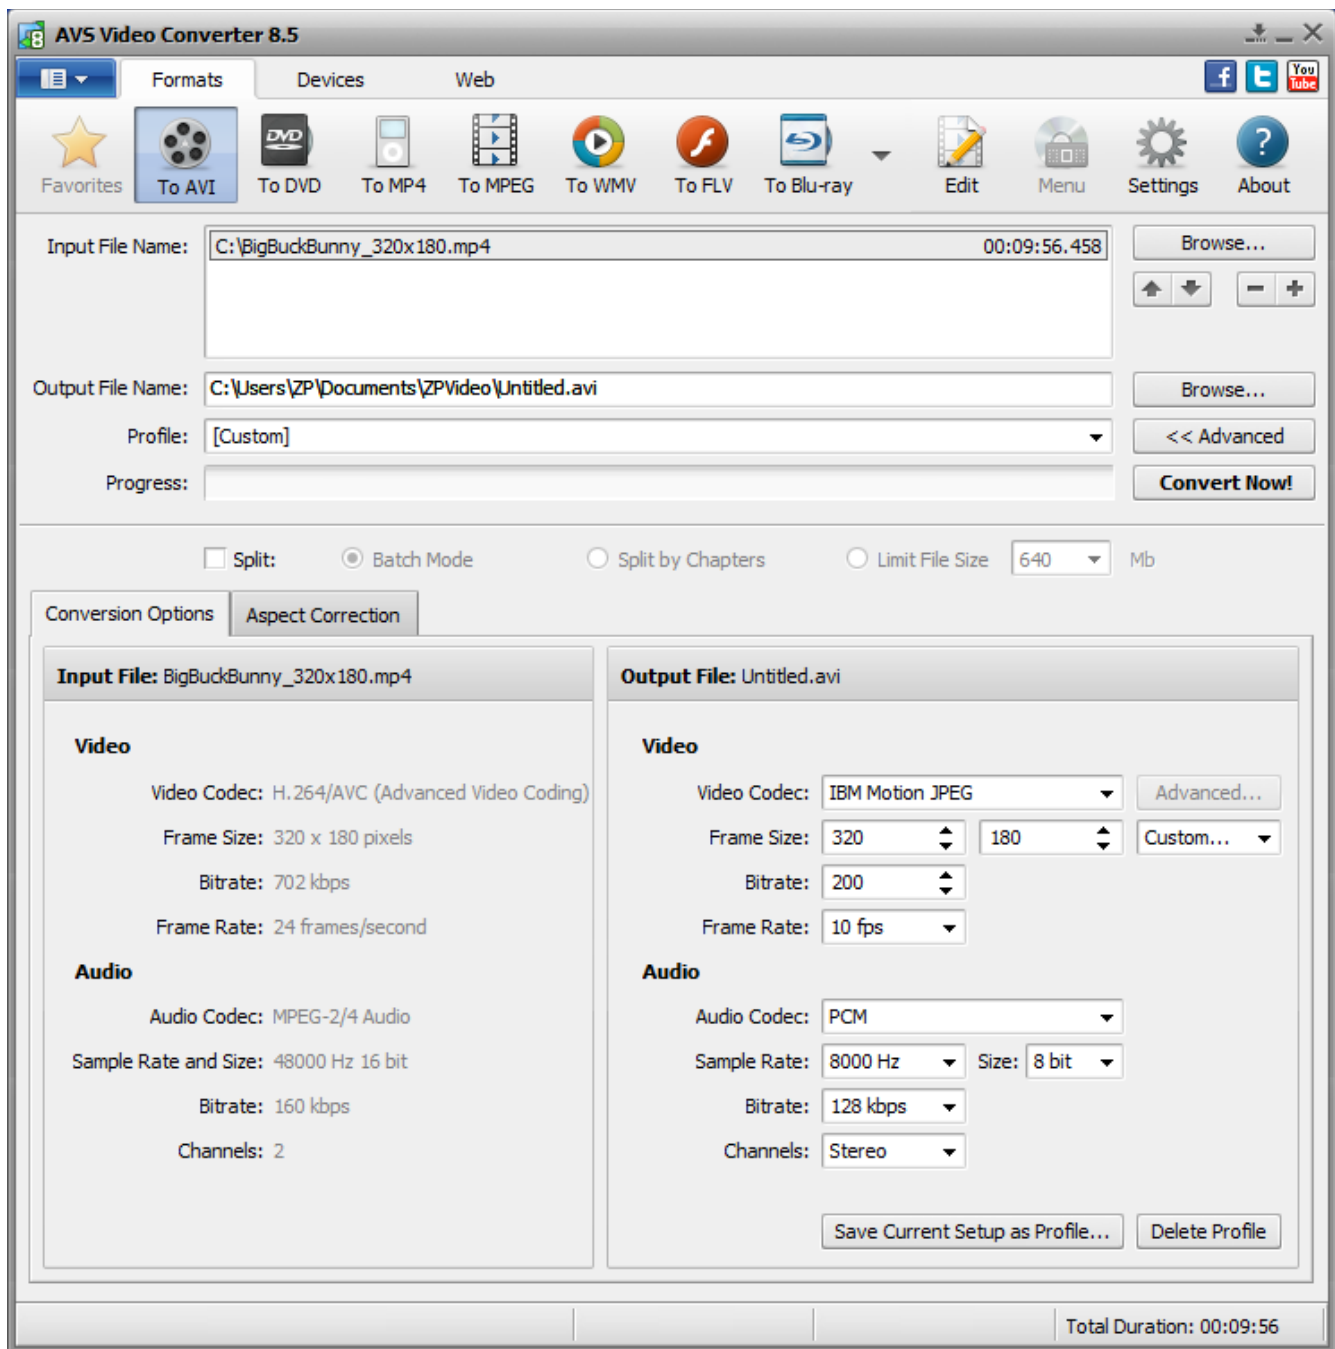 AVS Video Converter 8.5
Formats Devices Web You Tube
Favorites To AVI DVD To DVD To MP4 To MPEG To WMV To FLV To Blu-ray Edit Menu Settings About
Input File Name: C:\BigBuckBunny_320x180.mp4 00:09:56.458 Browse...
Output File Name: C:\Users\ZP\Documents\ZPVideo\Untitled.avi Browse...
Profile: [Custom] << Advanced
Progress: Convert Now!
Split: Batch Mode Split by Chapters Limit File Size 640 Mb
Conversion Options Aspect Correction
Input File: BigBuckBunny_320x180.mp4
Video
Video Codec: H.264/AVC (Advanced Video Coding)
Frame Size: 320 x 180 pixels
Bitrate: 702 kbps
Frame Rate: 24 frames/second
Audio
Audio Codec: MPEG-2/4 Audio
Sample Rate and Size: 48000 Hz 16 bit
Bitrate: 160 kbps
Channels: 2
Output File: Untitled.avi
Video
Video Codec: IBM Motion JPEG Advanced...
Frame Size: 320 180 Custom...
Bitrate: 200
Frame Rate: 10 fps
Audio
Audio Codec: PCM
Sample Rate: 8000 Hz Size: 8 bit
Bitrate: 128 kbps
Channels: Stereo
Save Current Setup as Profile... Delete Profile
Total Duration: 00:09:56